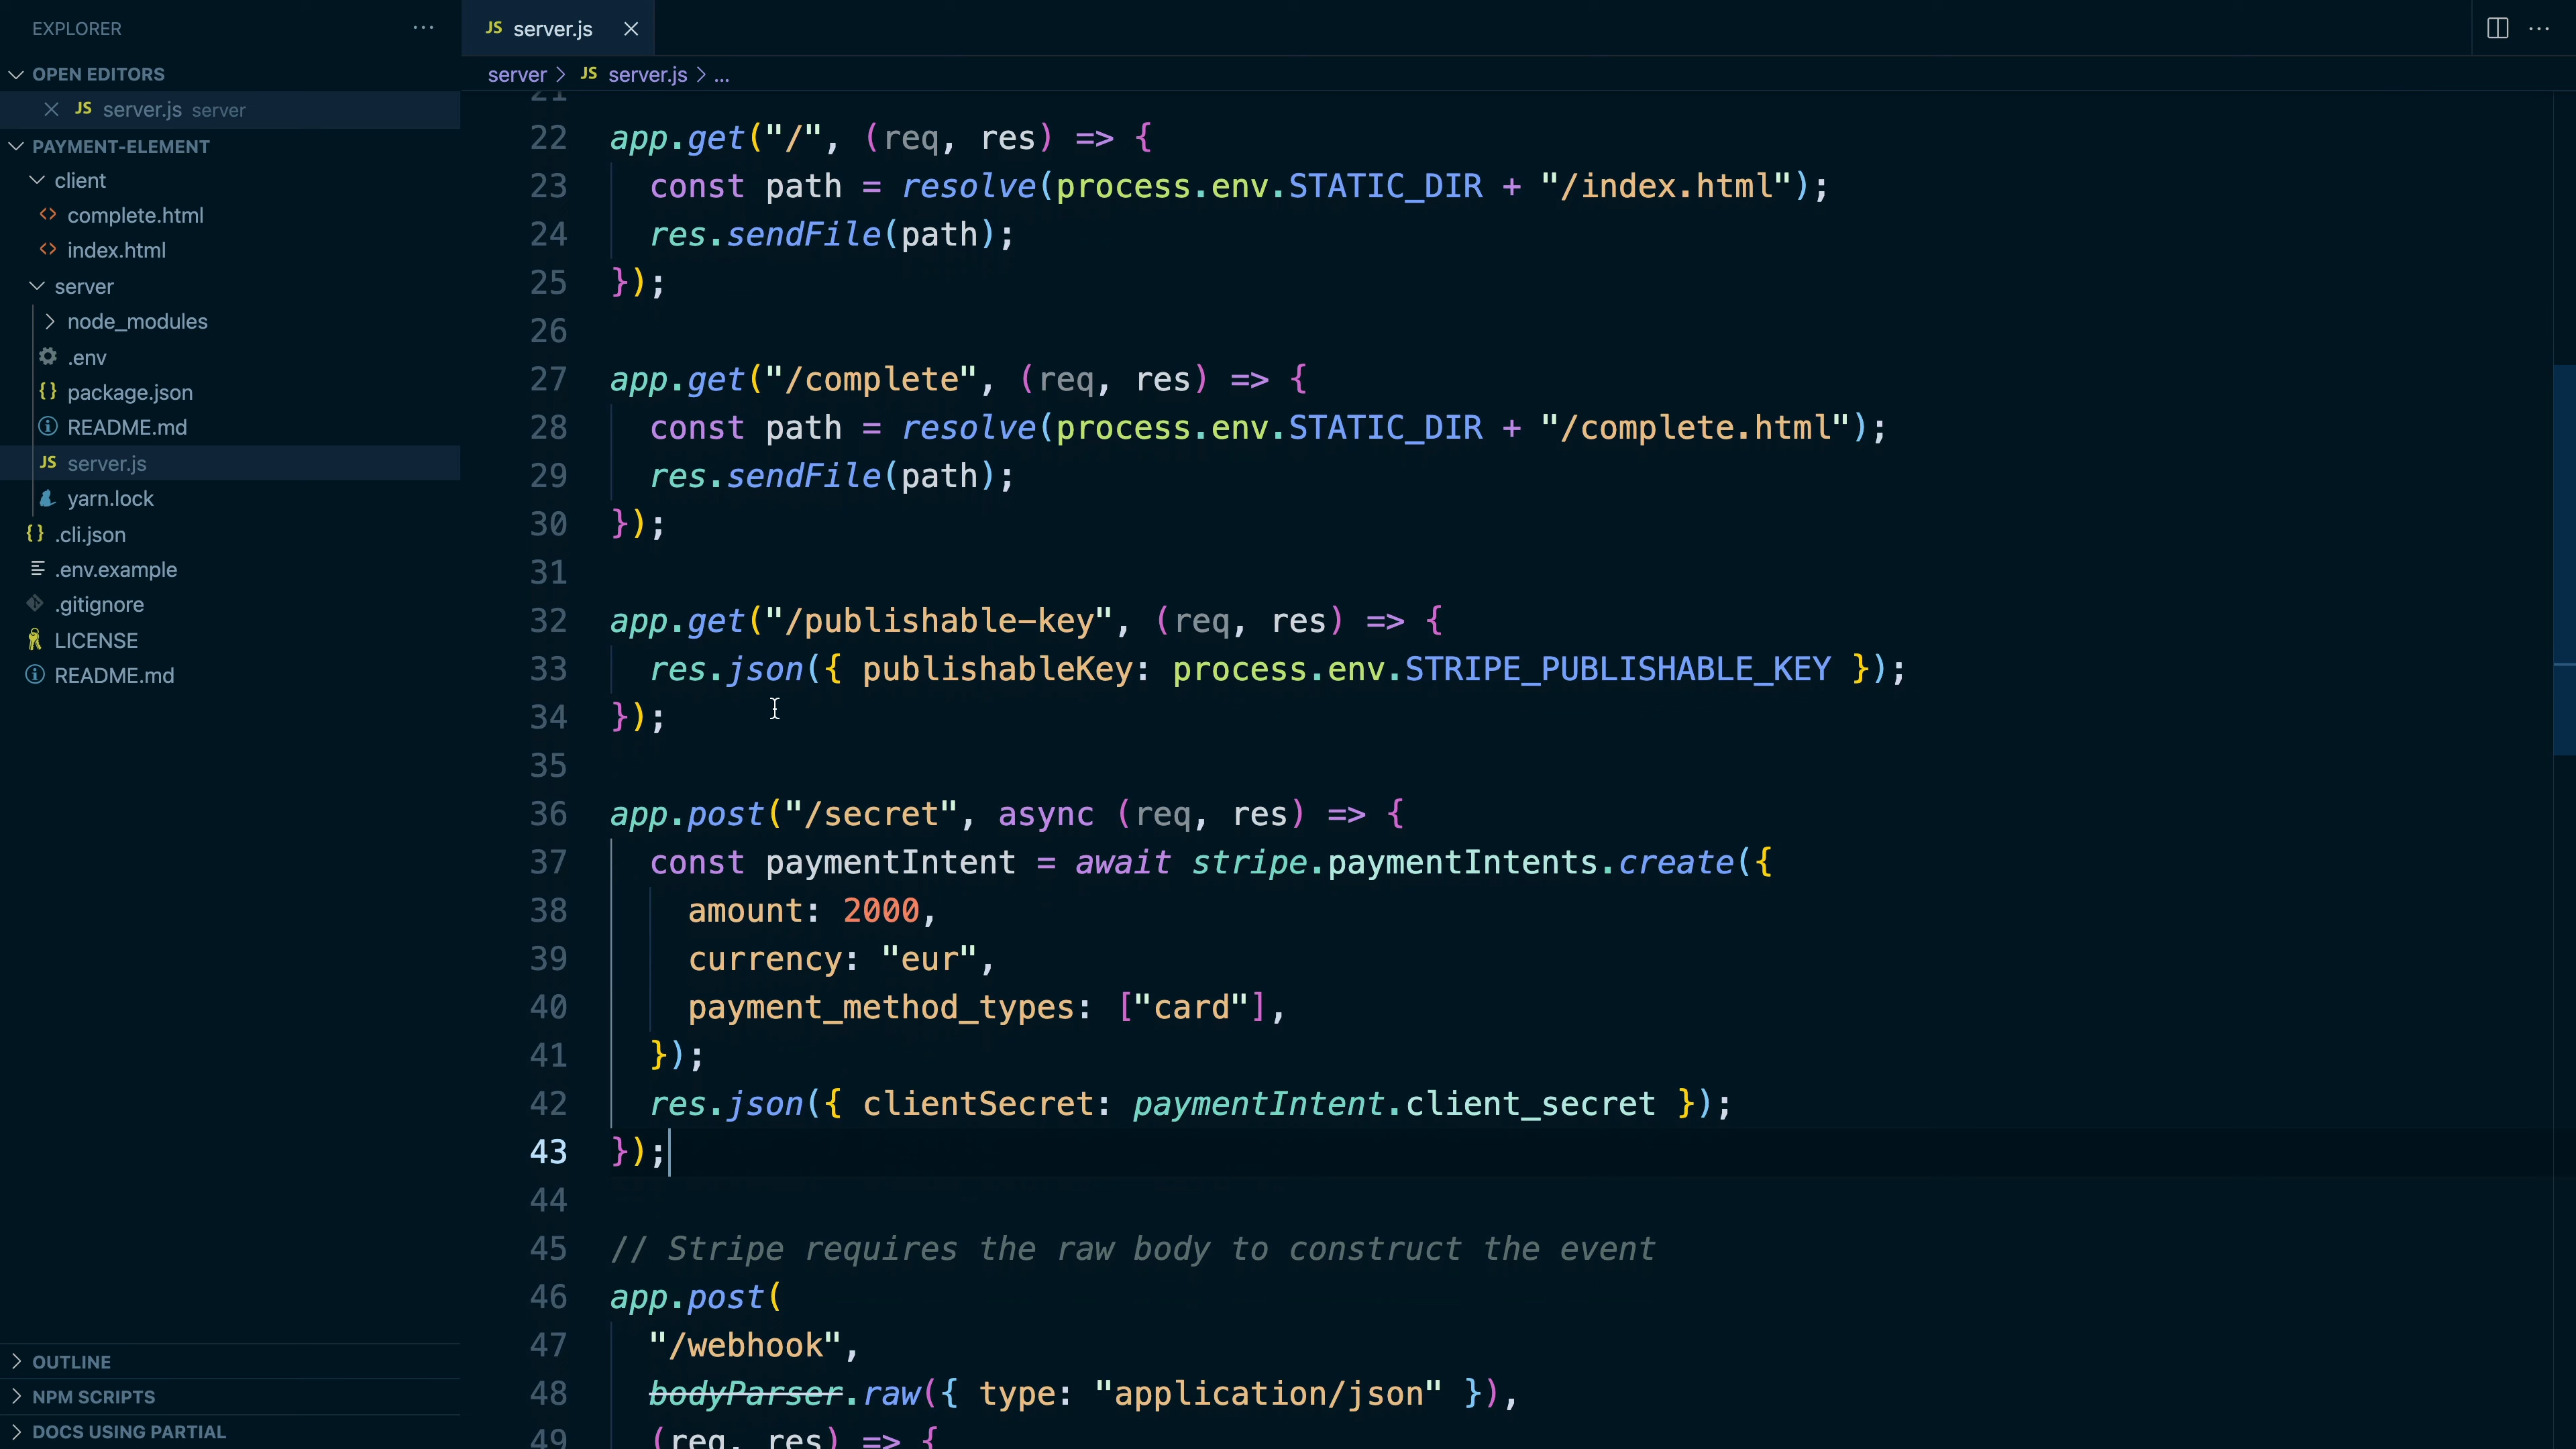 EXPLORER
OPEN EDITORS
JS server.js server
PAYMENT-ELEMENT
client
<> complete.html
<> index.html
server
node_modules
.env
{} package.json
README.md
JS server.js
yarn.lock
{} .cli.json
.env.example
.gitignore
LICENSE
README.md
OUTLINE
NPM SCRIPTS
DOCS USING PARTIAL
JS server.js
server > JS server.js > ...
21
22 app.get("/", (req, res) => {
23 const path = resolve(process.env.STATIC_DIR + "/index.html");
24 res.sendFile(path);
25 });
26
27 app.get("/complete", (req, res) => {
28 const path = resolve(process.env.STATIC_DIR + "/complete.html");
29 res.sendFile(path);
30 });
31
32 app.get("/publishable-key", (req, res) => {
33 res.json({ publishableKey: process.env.STRIPE_PUBLISHABLE_KEY });
34 });
35
36 app.post("/secret", async (req, res) => {
37 const paymentIntent = await stripe.paymentIntents.create({
38 amount: 2000,
39 currency: "eur",
40 payment_method_types: ["card"],
41 });
42 res.json({ clientSecret: paymentIntent.client_secret });
43 });
44
45 // Stripe requires the raw body to construct the event
46 app.post(
47 "/webhook",
48 bodyParser.raw({ type: "application/json" }),
49 (req, res) => {